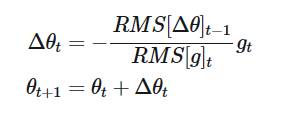 Δθ_t = − RMS[Δθ]_{t−1} / RMS[g]_t g_t
θ_{t+1} = θ_t + Δθ_t